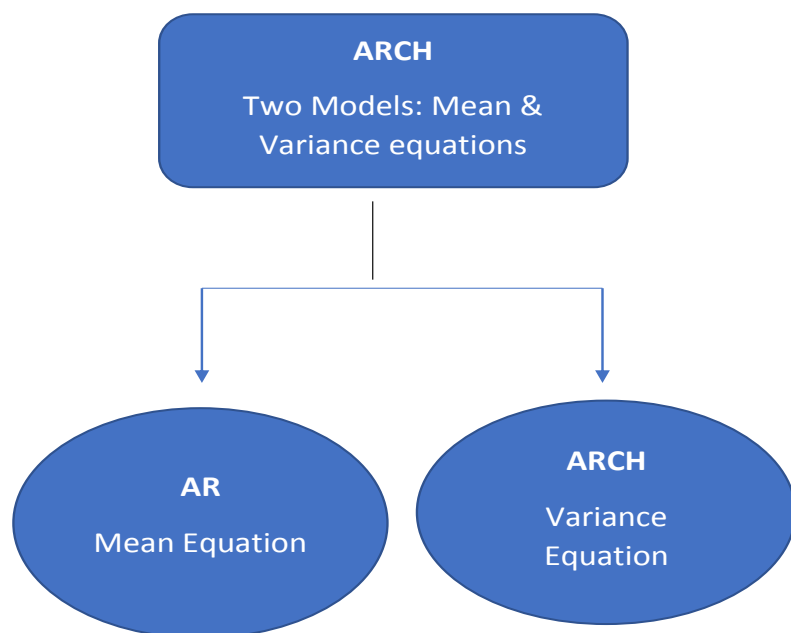 ARCH
Two Models: Mean &
Variance equations
AR
Mean Equation
ARCH
Variance
Equation